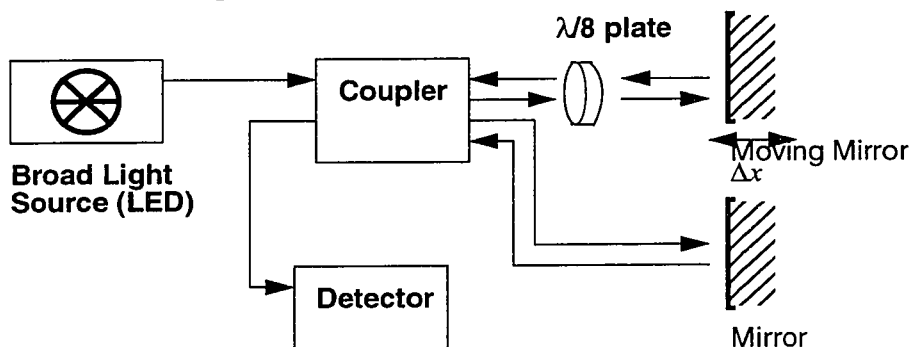 λ/8 plate
Coupler
Broad Light
Source (LED)
Moving Mirror
Δx
Detector
Mirror